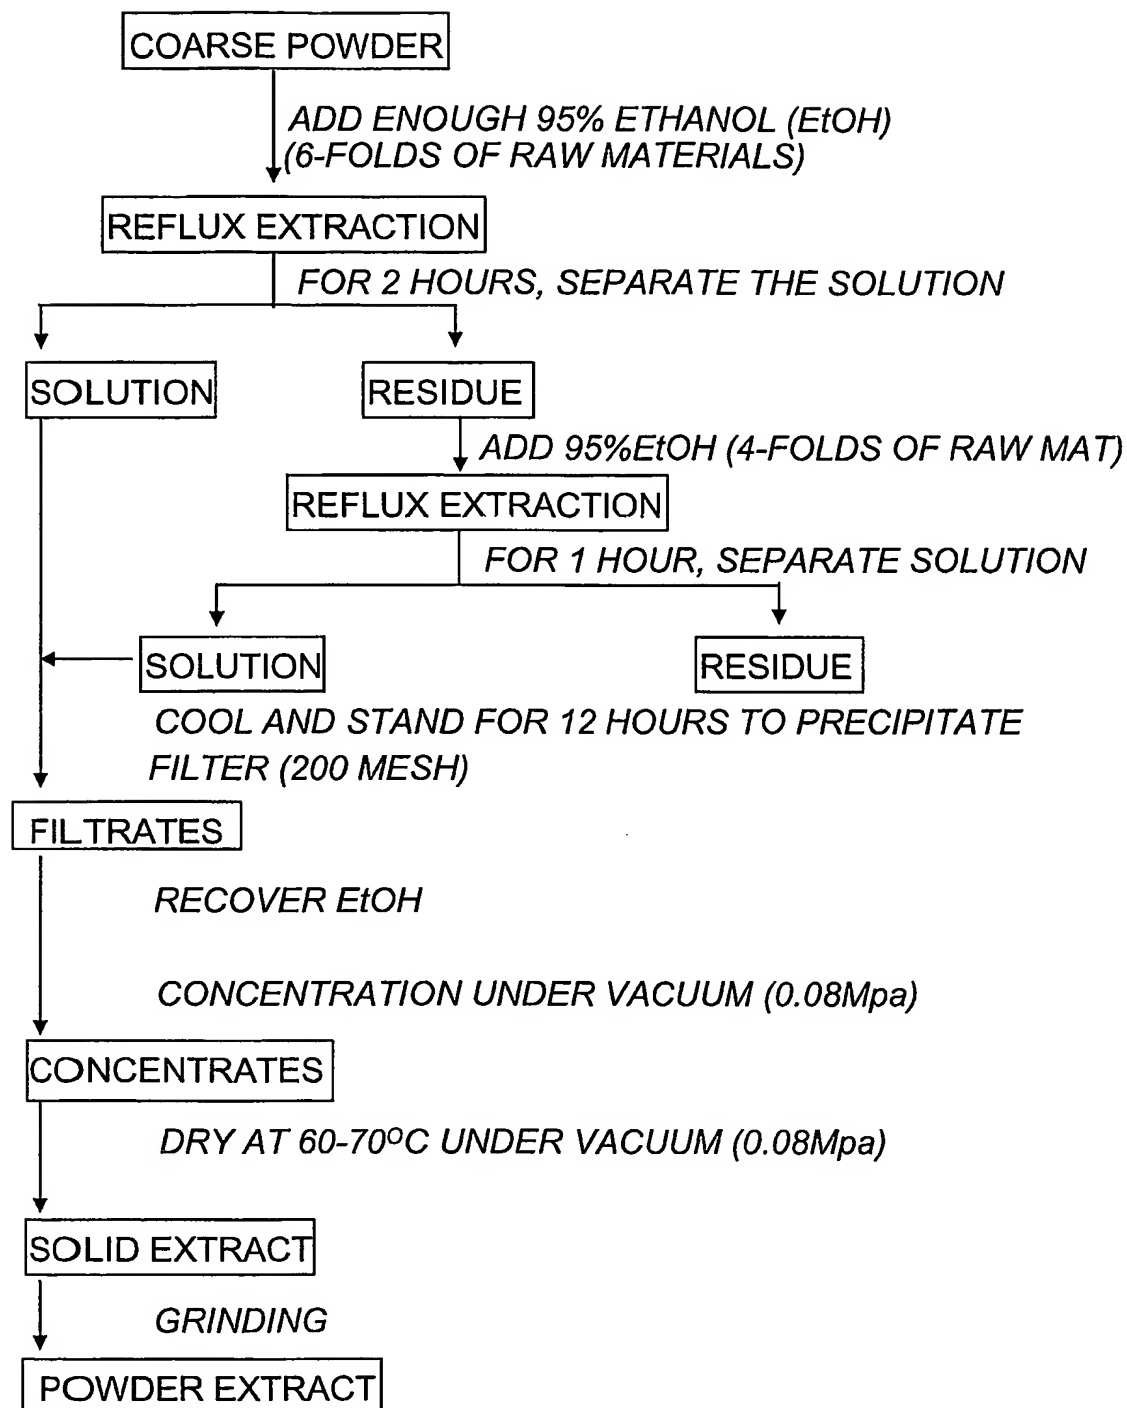 COARSE POWDER
ADD ENOUGH 95% ETHANOL (EtOH)
(6-FOLDS OF RAW MATERIALS)
REFLUX EXTRACTION
FOR 2 HOURS, SEPARATE THE SOLUTION
SOLUTION
RESIDUE
ADD 95%EtOH (4-FOLDS OF RAW MAT)
REFLUX EXTRACTION
FOR 1 HOUR, SEPARATE SOLUTION
SOLUTION
RESIDUE
COOL AND STAND FOR 12 HOURS TO PRECIPITATE
FILTER (200 MESH)
FILTRATES
RECOVER EtOH
CONCENTRATION UNDER VACUUM (0.08Mpa)
CONCENTRATES
DRY AT 60-70°C UNDER VACUUM (0.08Mpa)
SOLID EXTRACT
GRINDING
POWDER EXTRACT